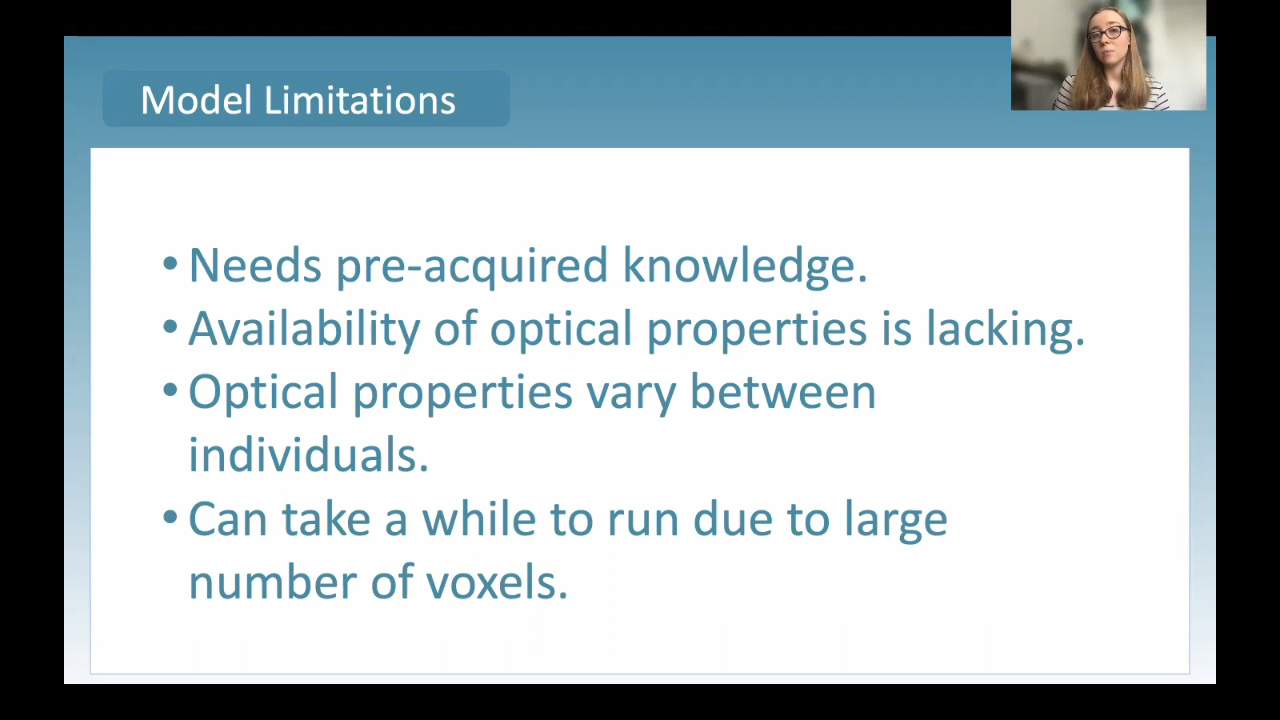 Model Limitations
• Needs pre-acquired knowledge.
• Availability of optical properties is lacking.
• Optical properties vary between
individuals.
• Can take a while to run due to large
number of voxels.